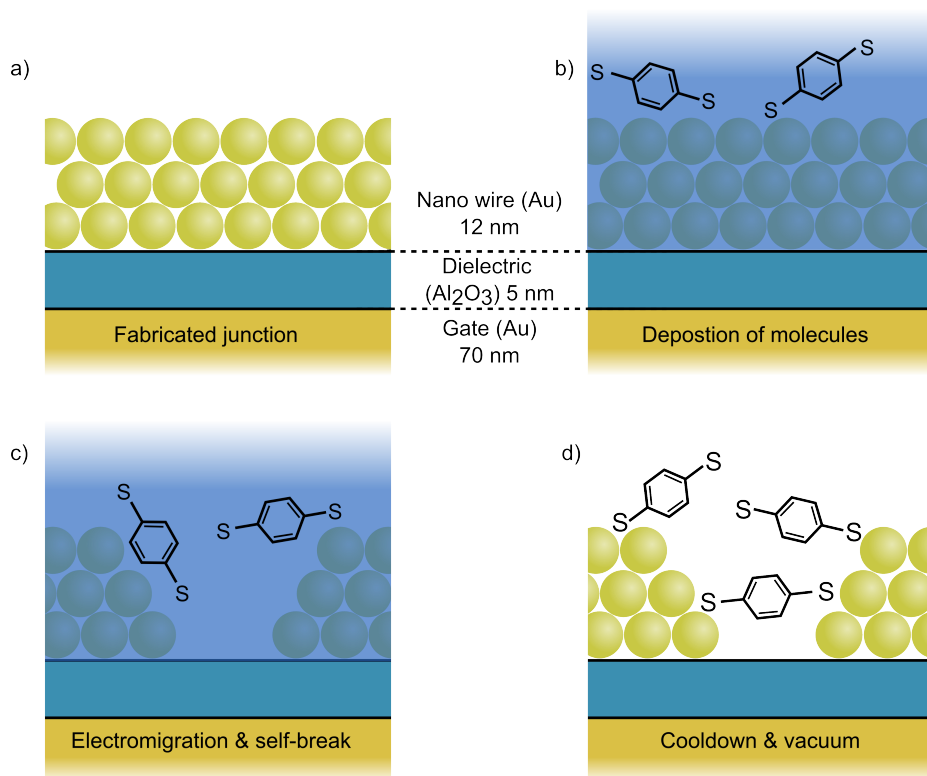 a)
b)
S
S
S
S
Nano wire (Au)
12 nm
Dielectric
(Al2O3) 5 nm
Gate (Au)
70 nm
Fabricated junction
Depostion of molecules
c)
d)
S
S
S
S
S
S
S
S
S
S
Electromigration & self-break
Cooldown & vacuum